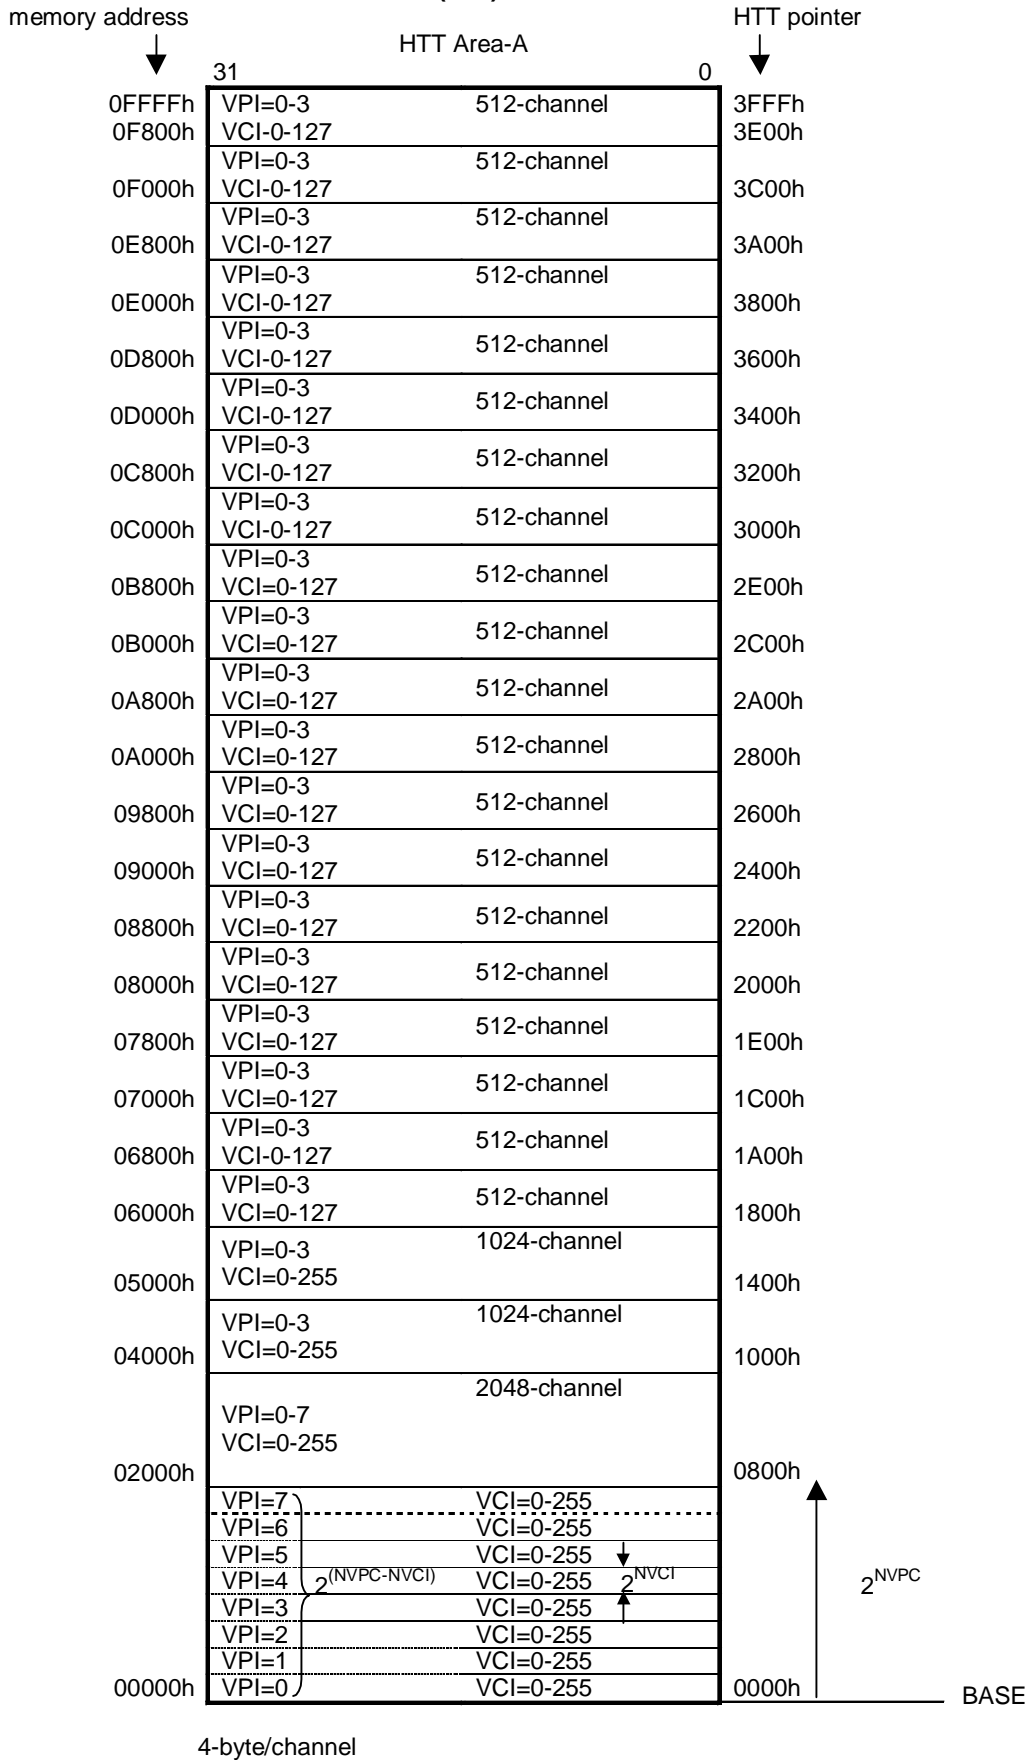 memory address HTT pointer
HTT Area-A
31 0
0FFFFh VPI=0-3 512-channel 3FFFh
0F800h VCI-0-127 3E00h
VPI=0-3 512-channel
0F000h VCI-0-127 3C00h
VPI=0-3 512-channel
0E800h VCI-0-127 3A00h
VPI=0-3 512-channel
0E000h VCI-0-127 3800h
VPI=0-3 512-channel
0D800h VCI-0-127 3600h
VPI=0-3 512-channel
0D000h VCI-0-127 3400h
VPI=0-3 512-channel
0C800h VCI-0-127 3200h
VPI=0-3 512-channel
0C000h VCI-0-127 3000h
VPI=0-3 512-channel
0B800h VCI=0-127 2E00h
VPI=0-3 512-channel
0B000h VCI=0-127 2C00h
VPI=0-3 512-channel
0A800h VCI=0-127 2A00h
VPI=0-3 512-channel
0A000h VCI=0-127 2800h
VPI=0-3 512-channel
09800h VCI=0-127 2600h
VPI=0-3 512-channel
09000h VCI=0-127 2400h
VPI=0-3 512-channel
08800h VCI=0-127 2200h
VPI=0-3 512-channel
08000h VCI=0-127 2000h
VPI=0-3 512-channel
07800h VCI=0-127 1E00h
VPI=0-3 512-channel
07000h VCI=0-127 1C00h
VPI=0-3 512-channel
06800h VCI-0-127 1A00h
VPI=0-3 512-channel
06000h VCI=0-127 1800h
1024-channel
VPI=0-3
05000h VCI=0-255 1400h
1024-channel
VPI=0-3
04000h VCI=0-255 1000h
2048-channel
VPI=0-7
VCI=0-255
02000h 0800h
VPI=7 VCI=0-255
VPI=6 VCI=0-255
VPI=5 VCI=0-255
VPI=4 2(NVPC-NVCI) VCI=0-255 2NVCI 2NVPC
VPI=3 VCI=0-255
VPI=2 VCI=0-255
VPI=1 VCI=0-255
00000h VPI=0 VCI=0-255 0000h BASE
4-byte/channel